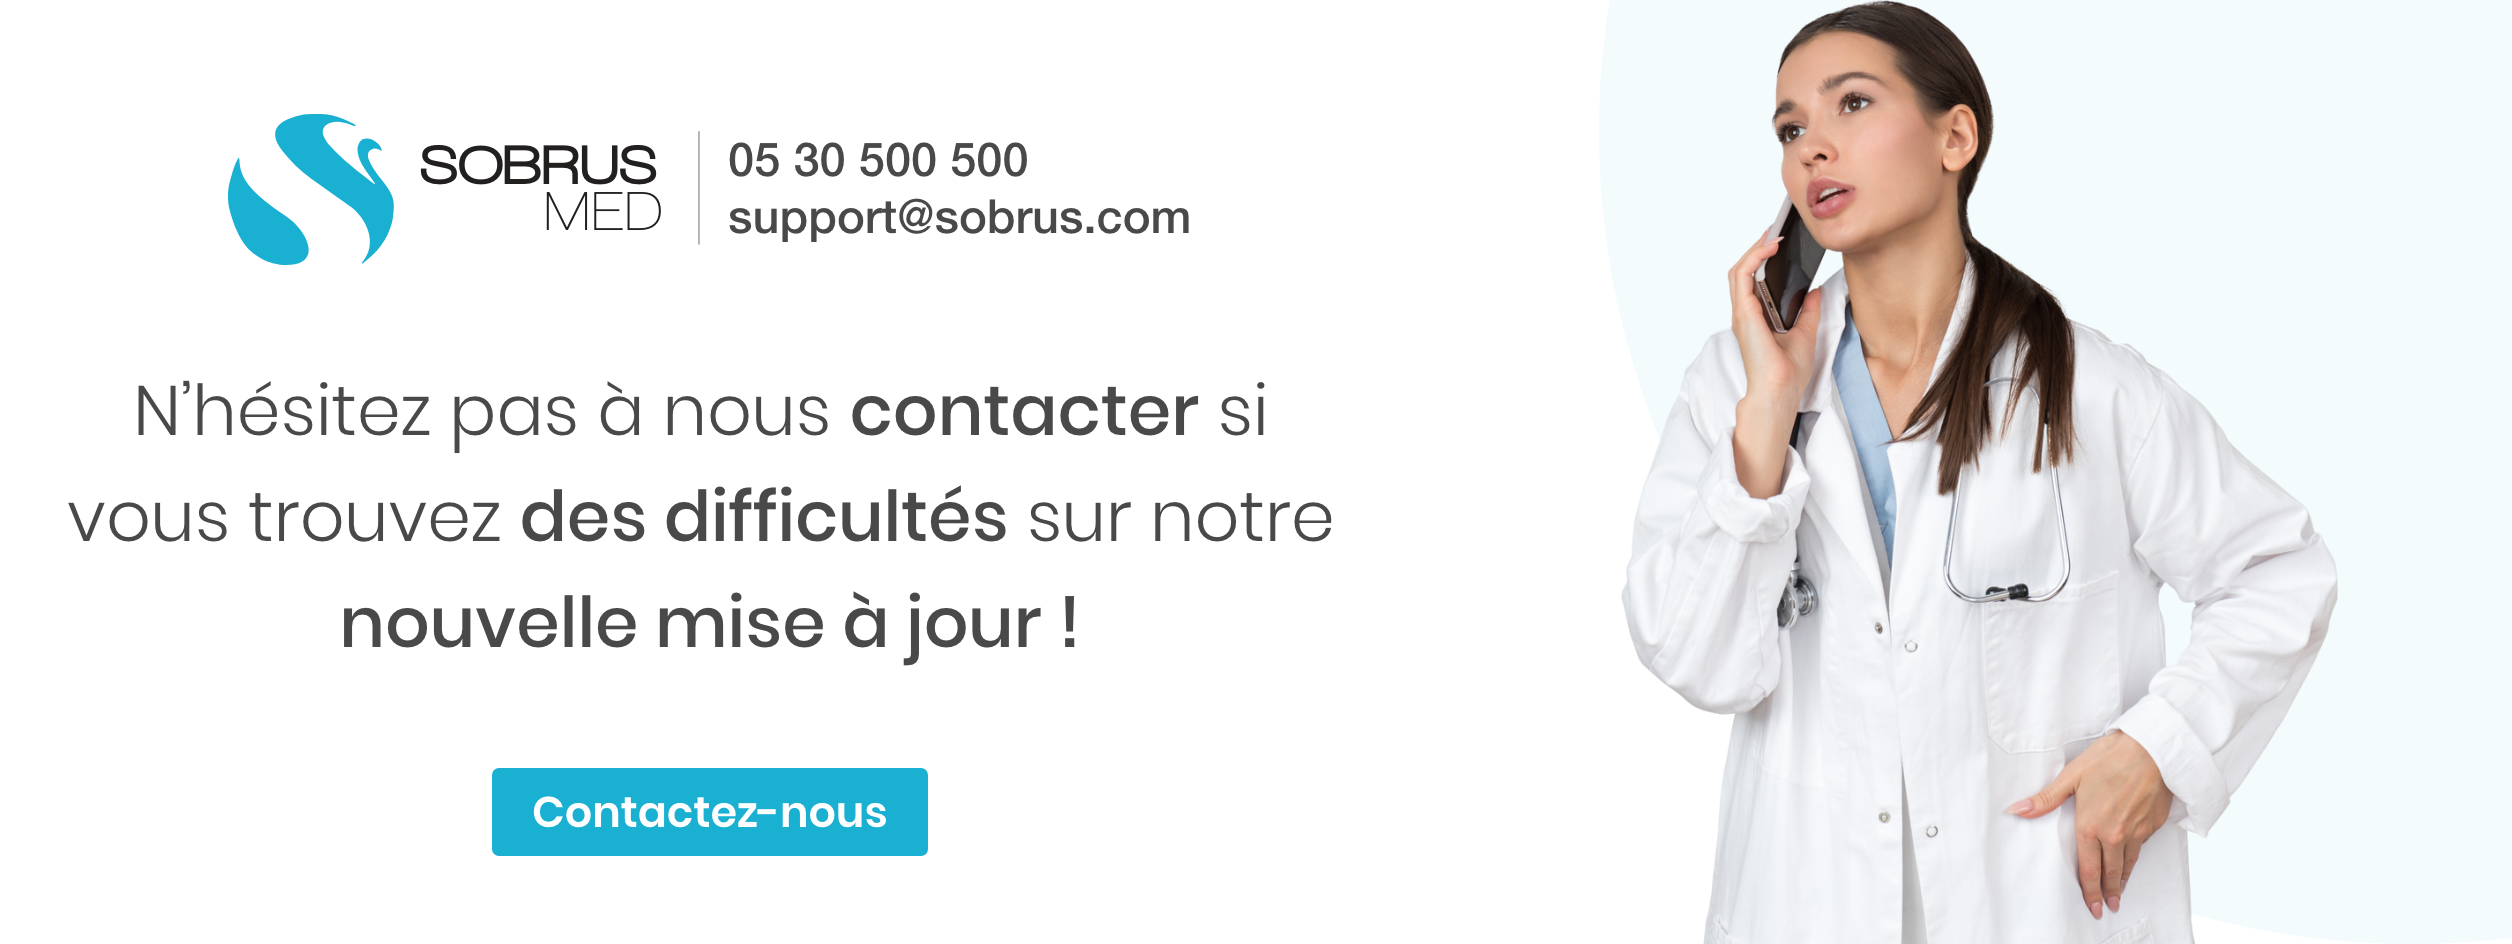 SOBRUS
MED
05 30 500 500
support@sobrus.com
N’hésitez pas à nous contacter si
vous trouvez des difficultés sur notre
nouvelle mise à jour !
Contactez-nous